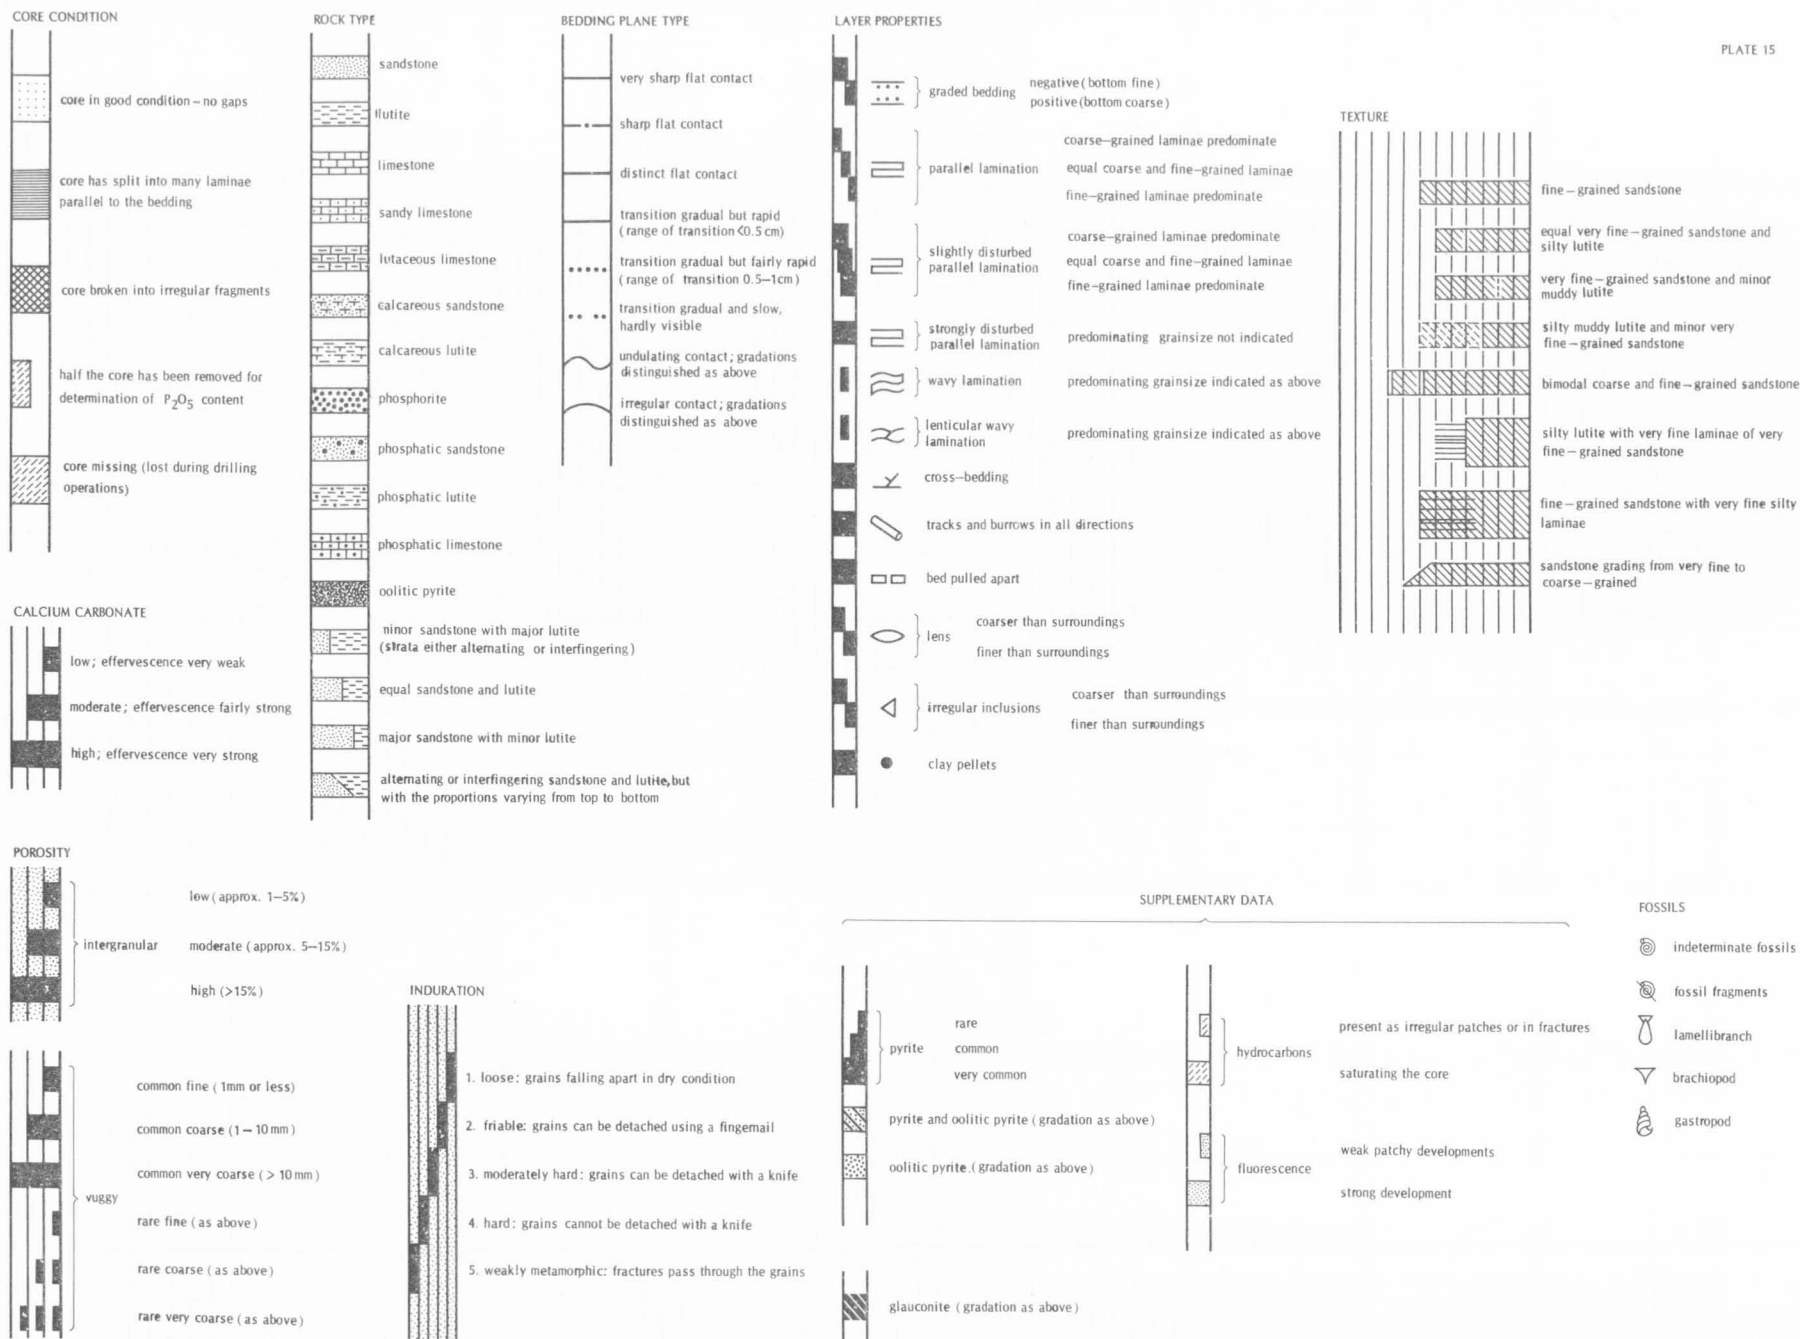 PLATE 15
CORE CONDITION
core in good condition – no gaps
core has split into many laminae
parallel to the bedding
core broken into irregular fragments
half the core has been removed for
determination of P₂O₅ content
core missing (lost during drilling
operations)
CALCIUM CARBONATE
low; effervescence very weak
moderate; effervescence fairly strong
high; effervescence very strong
ROCK TYPE
sandstone
lutite
limestone
sandy limestone
lutaceous limestone
calcareous sandstone
calcareous lutite
phosphorite
phosphatic sandstone
phosphatic lutite
phosphatic limestone
oolitic pyrite
minor sandstone with major lutite
(strata either alternating or interfingering)
equal sandstone and lutite
major sandstone with minor lutite
alternating or interfingering sandstone and lutite, but
with the proportions varying from top to bottom
BEDDING PLANE TYPE
very sharp flat contact
sharp flat contact
distinct flat contact
transition gradual but rapid
(range of transition <0.5 cm)
transition gradual but fairly rapid
(range of transition 0.5–1cm)
transition gradual and slow,
hardly visible
undulating contact; gradations
distinguished as above
irregular contact; gradations
distinguished as above
LAYER PROPERTIES
graded bedding
negative (bottom fine)
positive (bottom coarse)
parallel lamination
coarse–grained laminae predominate
equal coarse and fine–grained laminae
fine–grained laminae predominate
slightly disturbed
parallel lamination
coarse–grained laminae predominate
equal coarse and fine–grained laminae
fine–grained laminae predominate
strongly disturbed
parallel lamination
predominating grainsize not indicated
wavy lamination
predominating grainsize indicated as above
lenticular wavy
lamination
predominating grainsize indicated as above
cross–bedding
tracks and burrows in all directions
bed pulled apart
lens
coarser than surroundings
finer than surroundings
irregular inclusions
coarser than surroundings
finer than surroundings
clay pellets
TEXTURE
fine – grained sandstone
equal very fine – grained sandstone and
silty lutite
very fine – grained sandstone and minor
muddy lutite
silty muddy lutite and minor very
fine – grained sandstone
bimodal coarse and fine – grained sandstone
silty lutite with very fine laminae of very
fine – grained sandstone
fine – grained sandstone with very fine silty
laminae
sandstone grading from very fine to
coarse – grained
POROSITY
intergranular
low (approx. 1–5%)
moderate (approx. 5–15%)
high (>15%)
vuggy
common fine (1mm or less)
common coarse (1 – 10 mm)
common very coarse (> 10 mm)
rare fine (as above)
rare coarse (as above)
rare very coarse (as above)
INDURATION
1. loose: grains falling apart in dry condition
2. friable: grains can be detached using a fingernail
3. moderately hard: grains can be detached with a knife
4. hard: grains cannot be detached with a knife
5. weakly metamorphic: fractures pass through the grains
SUPPLEMENTARY DATA
pyrite
rare
common
very common
pyrite and oolitic pyrite (gradation as above)
oolitic pyrite. (gradation as above)
glauconite (gradation as above)
hydrocarbons
present as irregular patches or in fractures
saturating the core
fluorescence
weak patchy developments
strong development
FOSSILS
indeterminate fossils
fossil fragments
lamellibranch
brachiopod
gastropod